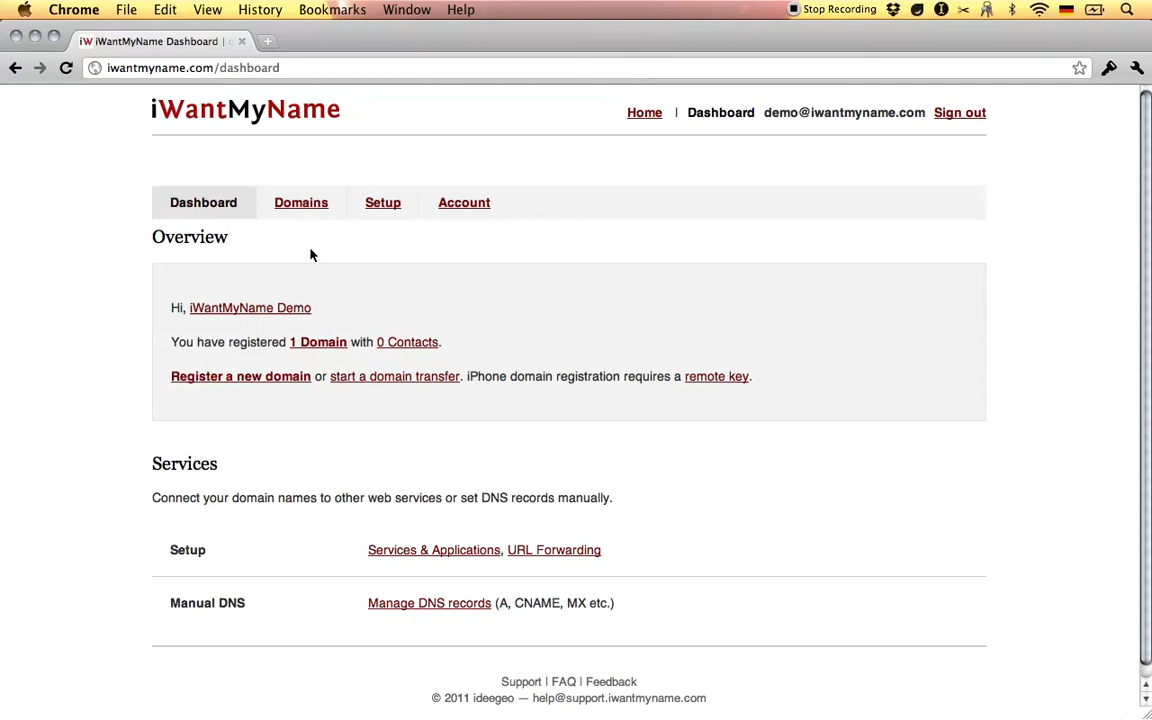 Chrome File Edit View History Bookmarks Window Help Stop Recording
iW iWantMyName Dashboard |
iwantmyname.com/dashboard
iWantMyName
Home | Dashboard demo@iwantmyname.com Sign out
Dashboard Domains Setup Account
Overview
Hi, iWantMyName Demo
You have registered 1 Domain with 0 Contacts.
Register a new domain or start a domain transfer. iPhone domain registration requires a remote key.
Services
Connect your domain names to other web services or set DNS records manually.
Setup Services & Applications, URL Forwarding
Manual DNS Manage DNS records (A, CNAME, MX etc.)
Support | FAQ | Feedback
© 2011 ideegeo — help@support.iwantmyname.com